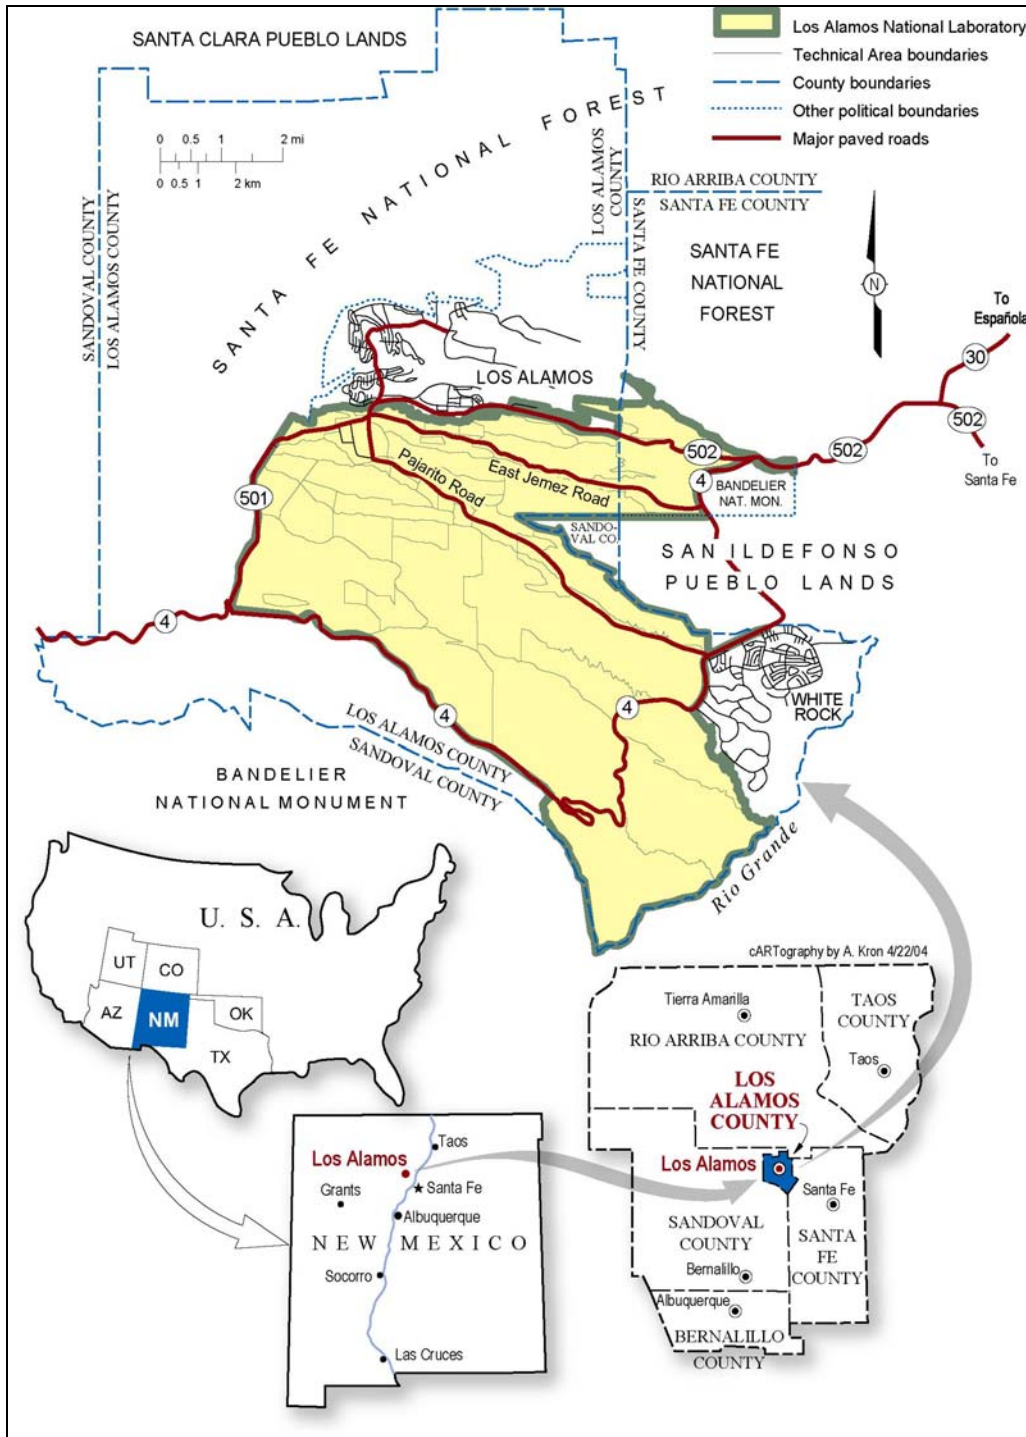 SANTA CLARA PUEBLO LANDS
Los Alamos National Laboratory
Technical Area boundaries
County boundaries
Other political boundaries
Major paved roads
0 0.5 1 2 mi
0 0.5 1 2 km
SANTA FE NATIONAL FOREST
SANDOVAL COUNTY
LOS ALAMOS COUNTY
LOS ALAMOS
COUNTY
SANTA FE COUNTY
RIO ARRIBA COUNTY
SANTA FE COUNTY
SANTA FE
NATIONAL
FOREST
N
To
Española
30
502
To
Santa Fe
502
502
LOS ALAMOS
4
BANDELIER
NAT. MON.
East Jemez Road
Pajarito Road
501
SANDO-
VAL CO.
SAN ILDEFONSO
PUEBLO LANDS
4
WHITE
ROCK
4
4
LOS ALAMOS COUNTY
SANDOVAL COUNTY
BANDELIER
NATIONAL MONUMENT
Rio Grande
cARTography by A. Kron 4/22/04
U. S. A.
UT
CO
AZ
NM
OK
TX
Taos
Los Alamos
Santa Fe
Grants
Albuquerque
NEW MEXICO
Socorro
Las Cruces
Tierra Amarilla
RIO ARRIBA COUNTY
TAOS
COUNTY
Taos
LOS
ALAMOS
COUNTY
Los Alamos
Santa Fe
SANDOVAL
COUNTY
SANTA
FE
COUNTY
Bernalillo
Albuquerque
BERNALILLO
COUNTY